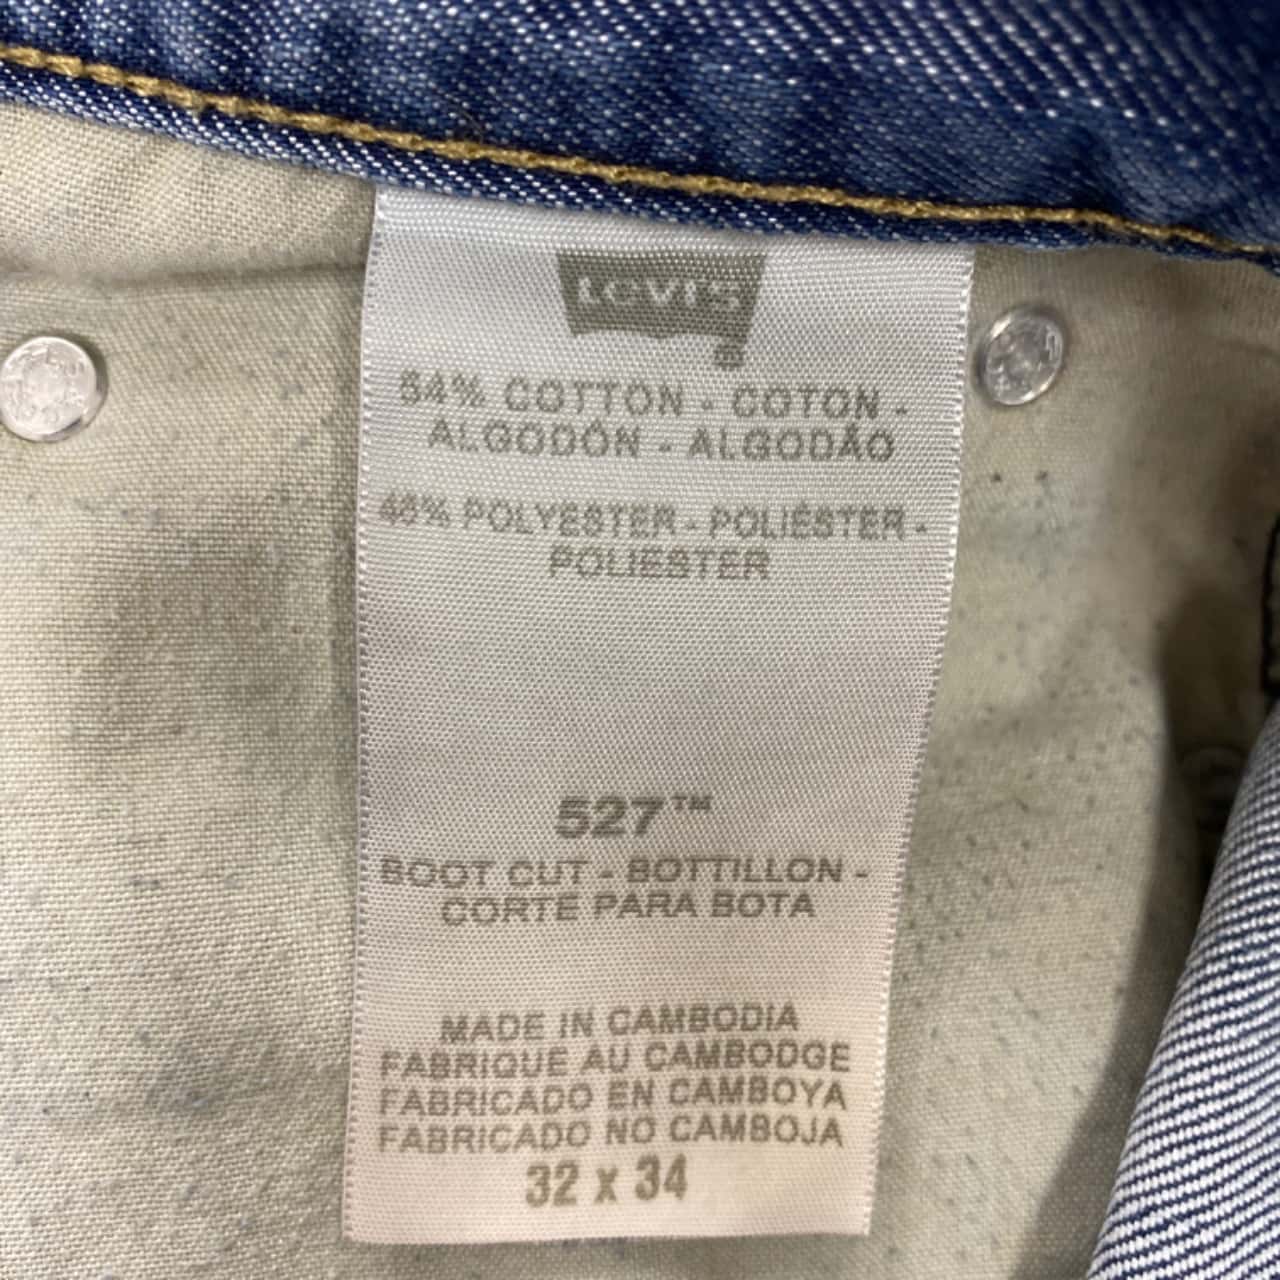 Levi's
®
54% COTTON - COTON -
ALGODÓN - ALGODÃO
46% POLYESTER - POLIÉSTER -
POLIESTER
527™
BOOT CUT - BOTTILLON -
CORTE PARA BOTA
MADE IN CAMBODIA
FABRIQUE AU CAMBODGE
FABRICADO EN CAMBOYA
FABRICADO NO CAMBOJA
32 x 34